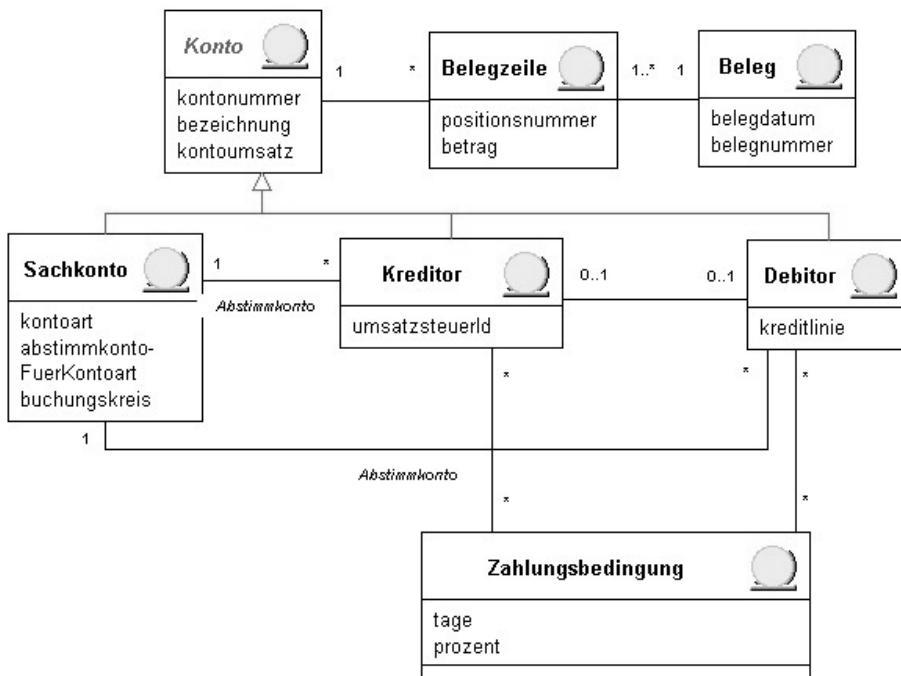 Konto
kontonummer
bezeichnung
kontoumsatz
1
*
Belegzeile
positionsnummer
betrag
1..*
1
Beleg
belegdatum
belegnummer
Sachkonto
kontoart
abstimmkonto-
FuerKontoart
buchungskreis
1
*
Abstimmkonto
Kreditor
umsatzsteuerId
0..1
0..1
Debitor
kreditlinie
*
*
*
1
Abstimmkonto
*
*
Zahlungsbedingung
tage
prozent